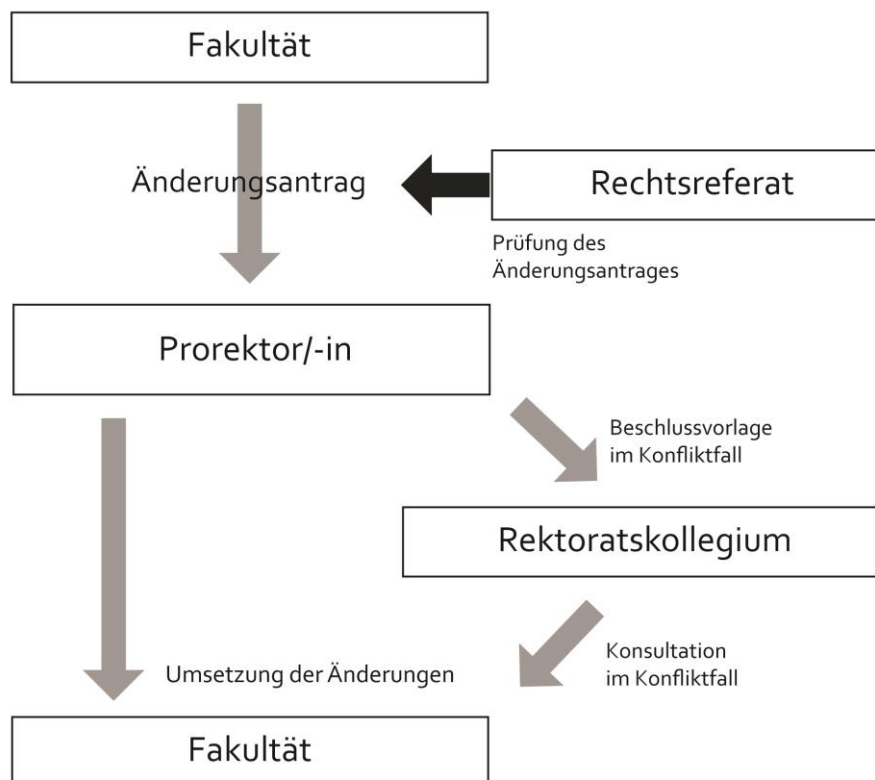 Fakultät
Änderungsantrag
Rechtsreferat
Prüfung des
Änderungsantrages
Prorektor/-in
Beschlussvorlage
im Konfliktfall
Rektoratskollegium
Konsultation
im Konfliktfall
Umsetzung der Änderungen
Fakultät